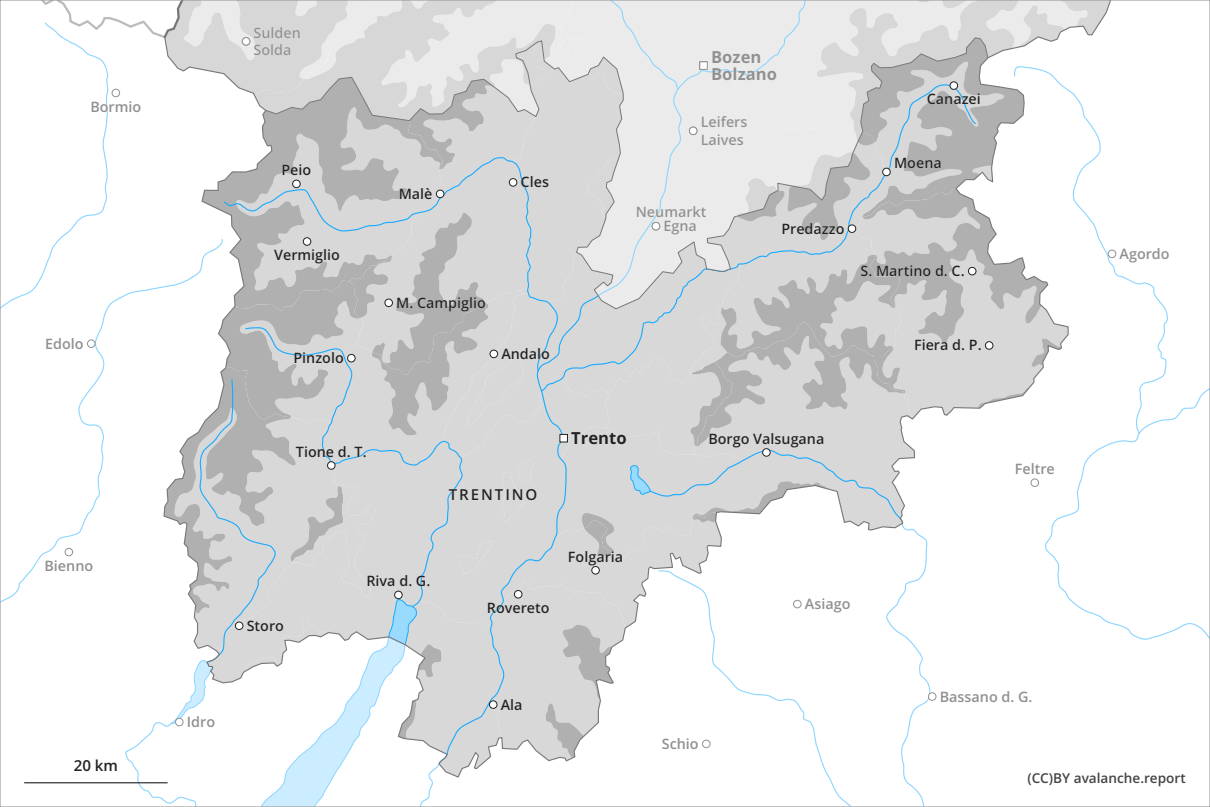 Sulden
Solda
Bozen
Bolzano
Bormio
Canazei
Leifers
Laives
Moena
Peio
Malè
Cles
Neumarkt
Egna
Predazzo
Vermiglio
Agordo
S. Martino d. C.
M. Campiglio
Edolo
Pinzolo
Andalo
Fiera d. P.
Trento
Borgo Valsugana
Tione d. T.
Feltre
TRENTINO
Bienno
Folgaria
Riva d. G.
Rovereto
Asiago
Storo
Bassano d. G.
Ala
Idro
Schio
20 km
(CC)BY avalanche.report